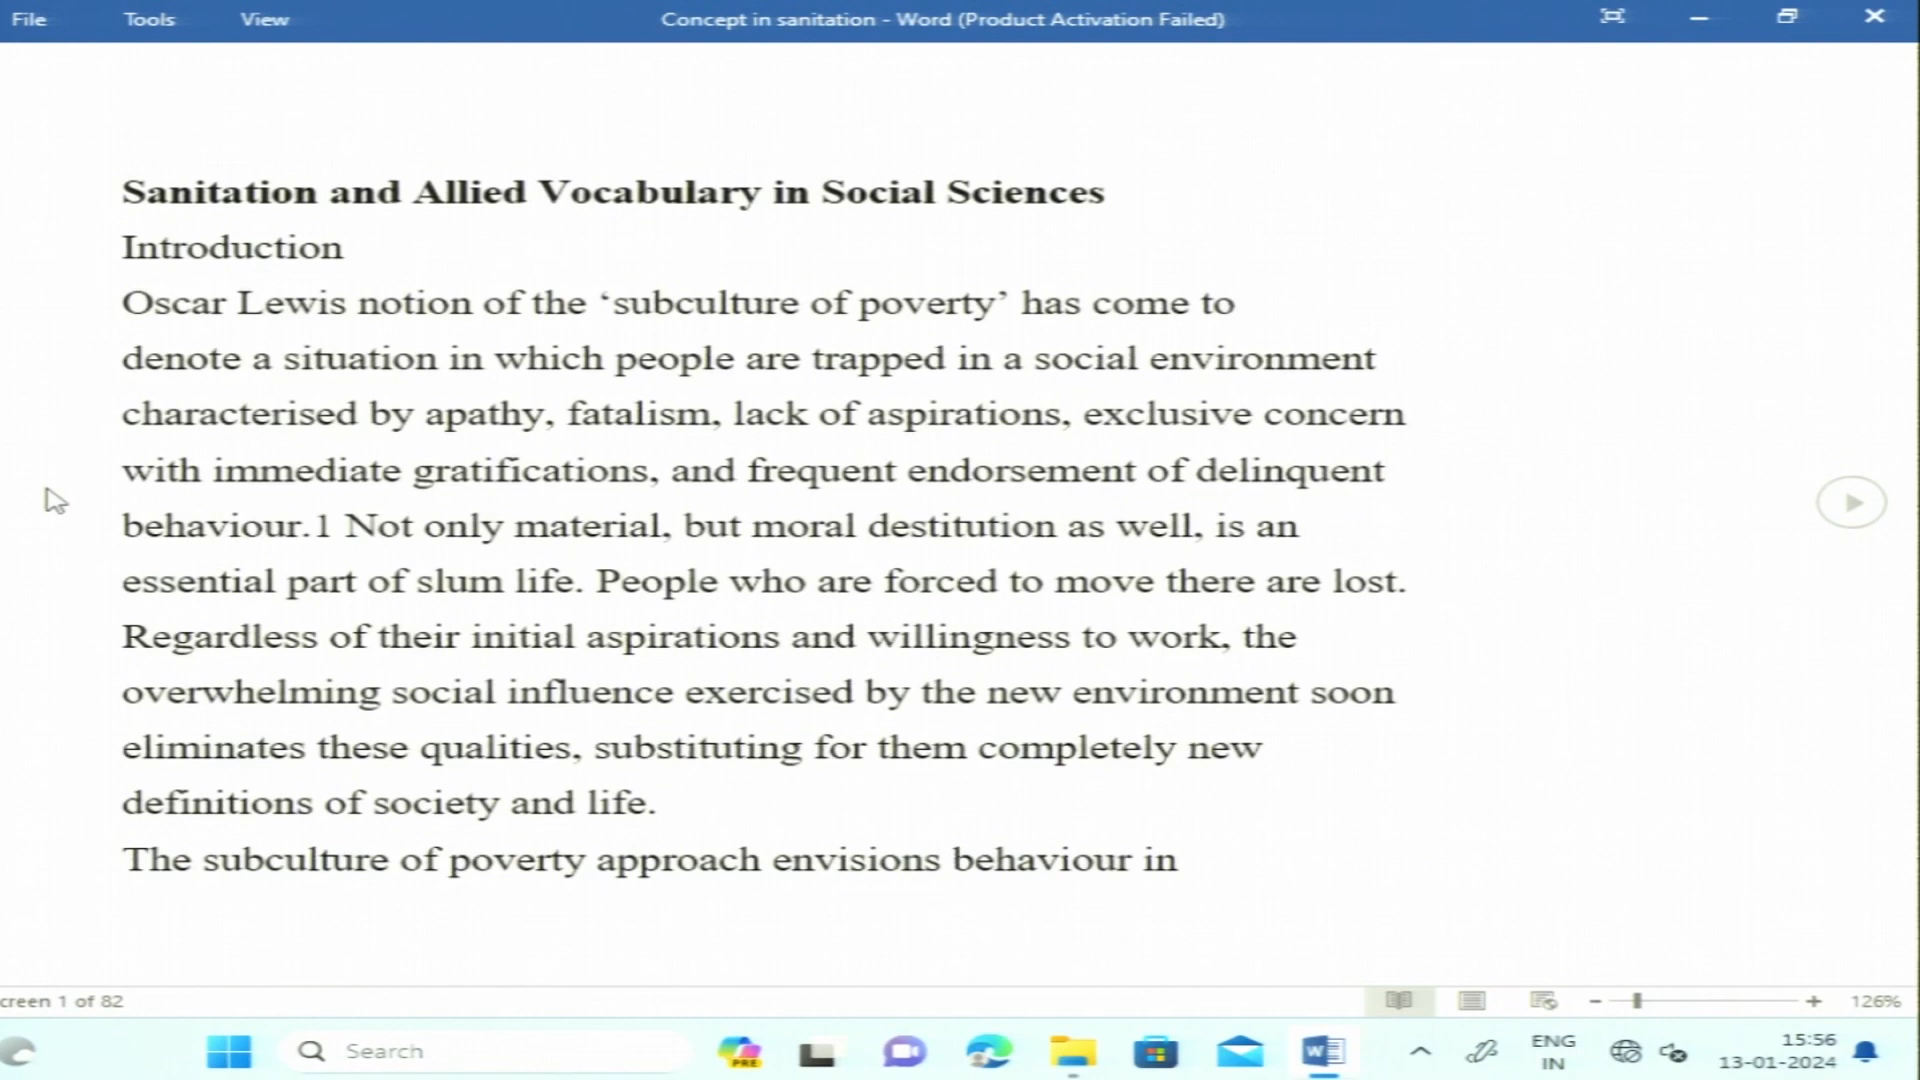 File Tools View Concept in sanitation - Word (Product Activation Failed)
Sanitation and Allied Vocabulary in Social Sciences
Introduction
Oscar Lewis notion of the ‘subculture of poverty’ has come to
denote a situation in which people are trapped in a social environment
characterised by apathy, fatalism, lack of aspirations, exclusive concern
with immediate gratifications, and frequent endorsement of delinquent
behaviour.1 Not only material, but moral destitution as well, is an
essential part of slum life. People who are forced to move there are lost.
Regardless of their initial aspirations and willingness to work, the
overwhelming social influence exercised by the new environment soon
eliminates these qualities, substituting for them completely new
definitions of society and life.
The subculture of poverty approach envisions behaviour in
creen 1 of 82 126%
Search PRE ENG 15:56
IN 13-01-2024